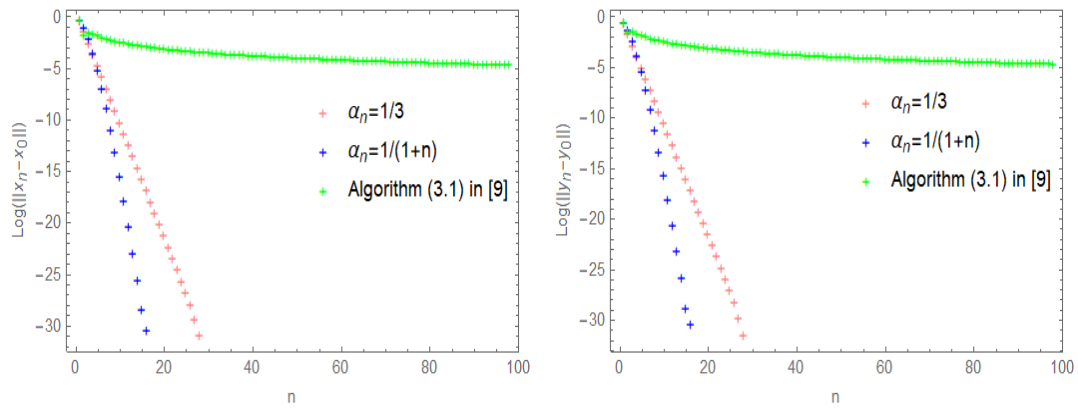 0
−5
−10
−15
−20
−25
−30
0
20
40
60
80
100
Log(||xₙ−x₀||)
n
αₙ=1/3
αₙ=1/(1+n)
Algorithm (3.1) in [9]
0
−5
−10
−15
−20
−25
−30
0
20
40
60
80
100
Log(||yₙ−y₀||)
n
αₙ=1/3
αₙ=1/(1+n)
Algorithm (3.1) in [9]